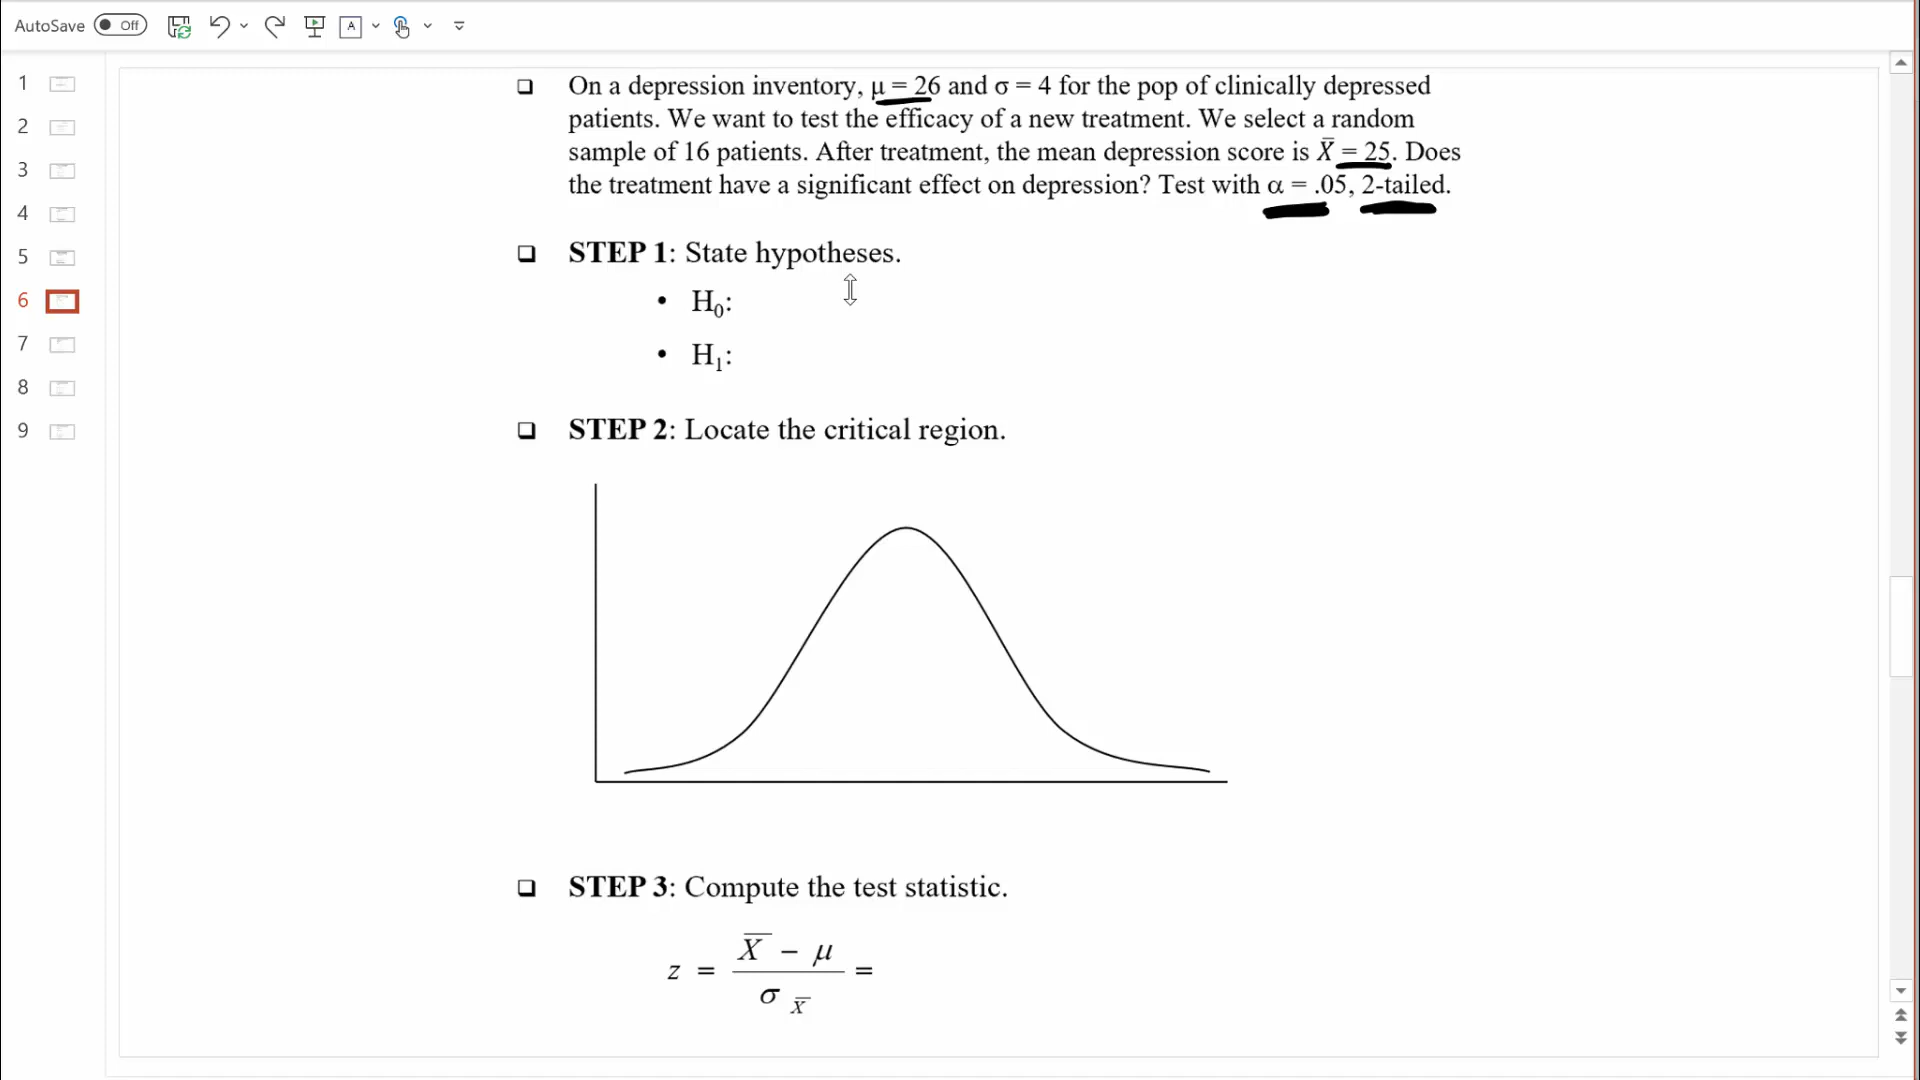 AutoSave Off A
1
2
3
4
5
6
7
8
9
❑ On a depression inventory, μ = 26 and σ = 4 for the pop of clinically depressed
patients. We want to test the efficacy of a new treatment. We select a random
sample of 16 patients. After treatment, the mean depression score is X̅ = 25. Does
the treatment have a significant effect on depression? Test with α = .05, 2-tailed.
❑ STEP 1: State hypotheses.
• H₀:
• H₁:
❑ STEP 2: Locate the critical region.
❑ STEP 3: Compute the test statistic.
X̅ − μ
z = =
σ X̅